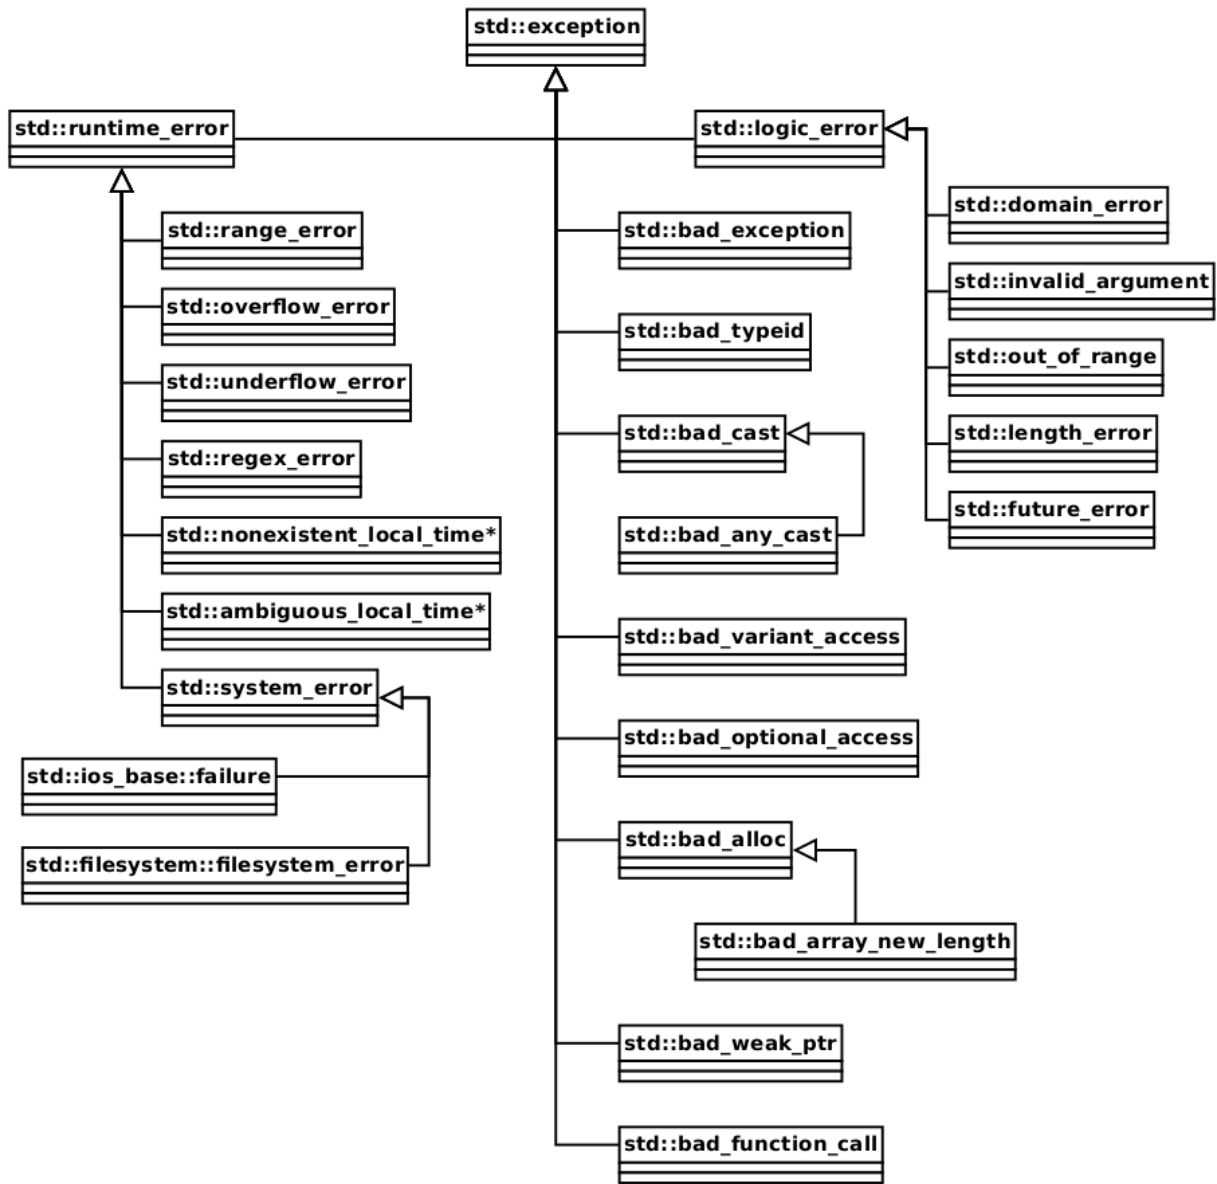 std::exception
std::runtime_error
std::logic_error
std::range_error
std::overflow_error
std::underflow_error
std::regex_error
std::nonexistent_local_time*
std::ambiguous_local_time*
std::system_error
std::ios_base::failure
std::filesystem::filesystem_error
std::bad_exception
std::bad_typeid
std::bad_cast
std::bad_any_cast
std::bad_variant_access
std::bad_optional_access
std::bad_alloc
std::bad_array_new_length
std::bad_weak_ptr
std::bad_function_call
std::domain_error
std::invalid_argument
std::out_of_range
std::length_error
std::future_error